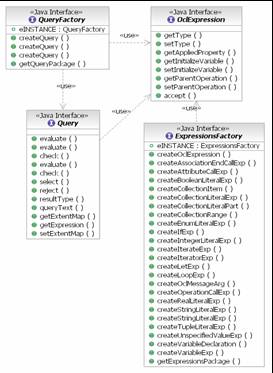 «Java Interface»
QueryFactory
eINSTANCE : QueryFactory
createQuery ( )
createQuery ( )
createQuery ( )
getQueryPackage ( )
«use»
«Java Interface»
OclExpression
getType ( )
setType ( )
getAppliedProperty ( )
getInitializeVariable ( )
setInitializeVariable ( )
getParentOperation ( )
setParentOperation ( )
accept ( )
«use»
«use»
«use»
«Java Interface»
Query
evaluate ( )
evaluate ( )
check ( )
evaluate ( )
check ( )
select ( )
reject ( )
resultType ( )
queryText ( )
getExtentMap ( )
getExpression ( )
setExtentMap ( )
«Java Interface»
ExpressionsFactory
eINSTANCE : ExpressionsFactory
createOclExpression ( )
createAssociationEndCallExp ( )
createAttributeCallExp ( )
createBooleanLiteralExp ( )
createCollectionItem ( )
createCollectionLiteralExp ( )
createCollectionLiteralPart ( )
createCollectionRange ( )
createEnumLiteralExp ( )
createIfExp ( )
createIntegerLiteralExp ( )
createIterateExp ( )
createIteratorExp ( )
createLetExp ( )
createLoopExp ( )
createOclMessageArg ( )
createOperationCallExp ( )
createRealLiteralExp ( )
createStringLiteralExp ( )
createStringLiteralExp ( )
createTupleLiteralExp ( )
createUnspecifiedValueExp ( )
createVariableDeclaration ( )
createVariableExp ( )
getExpressionsPackage ( )